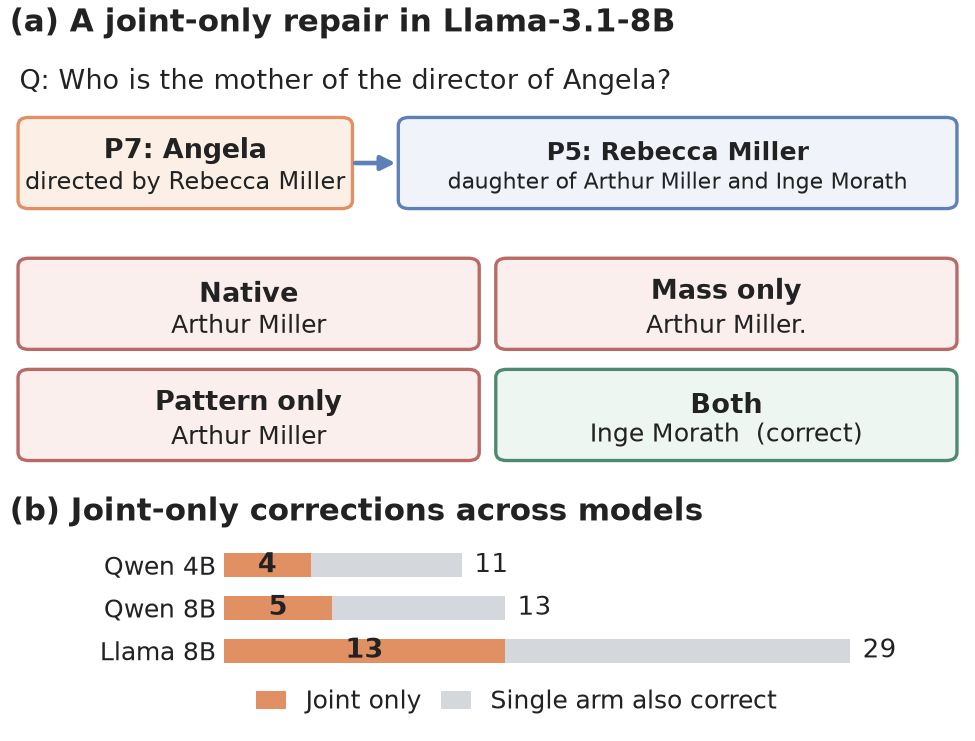 (a) A joint-only repair in Llama-3.1-8B
Q: Who is the mother of the director of Angela?
P7: Angela
directed by Rebecca Miller
P5: Rebecca Miller
daughter of Arthur Miller and Inge Morath
Native
Arthur Miller
Mass only
Arthur Miller.
Pattern only
Arthur Miller
Both
Inge Morath (correct)
(b) Joint-only corrections across models
Qwen 4B 4 11
Qwen 8B 5 13
Llama 8B 13 29
Joint only Single arm also correct